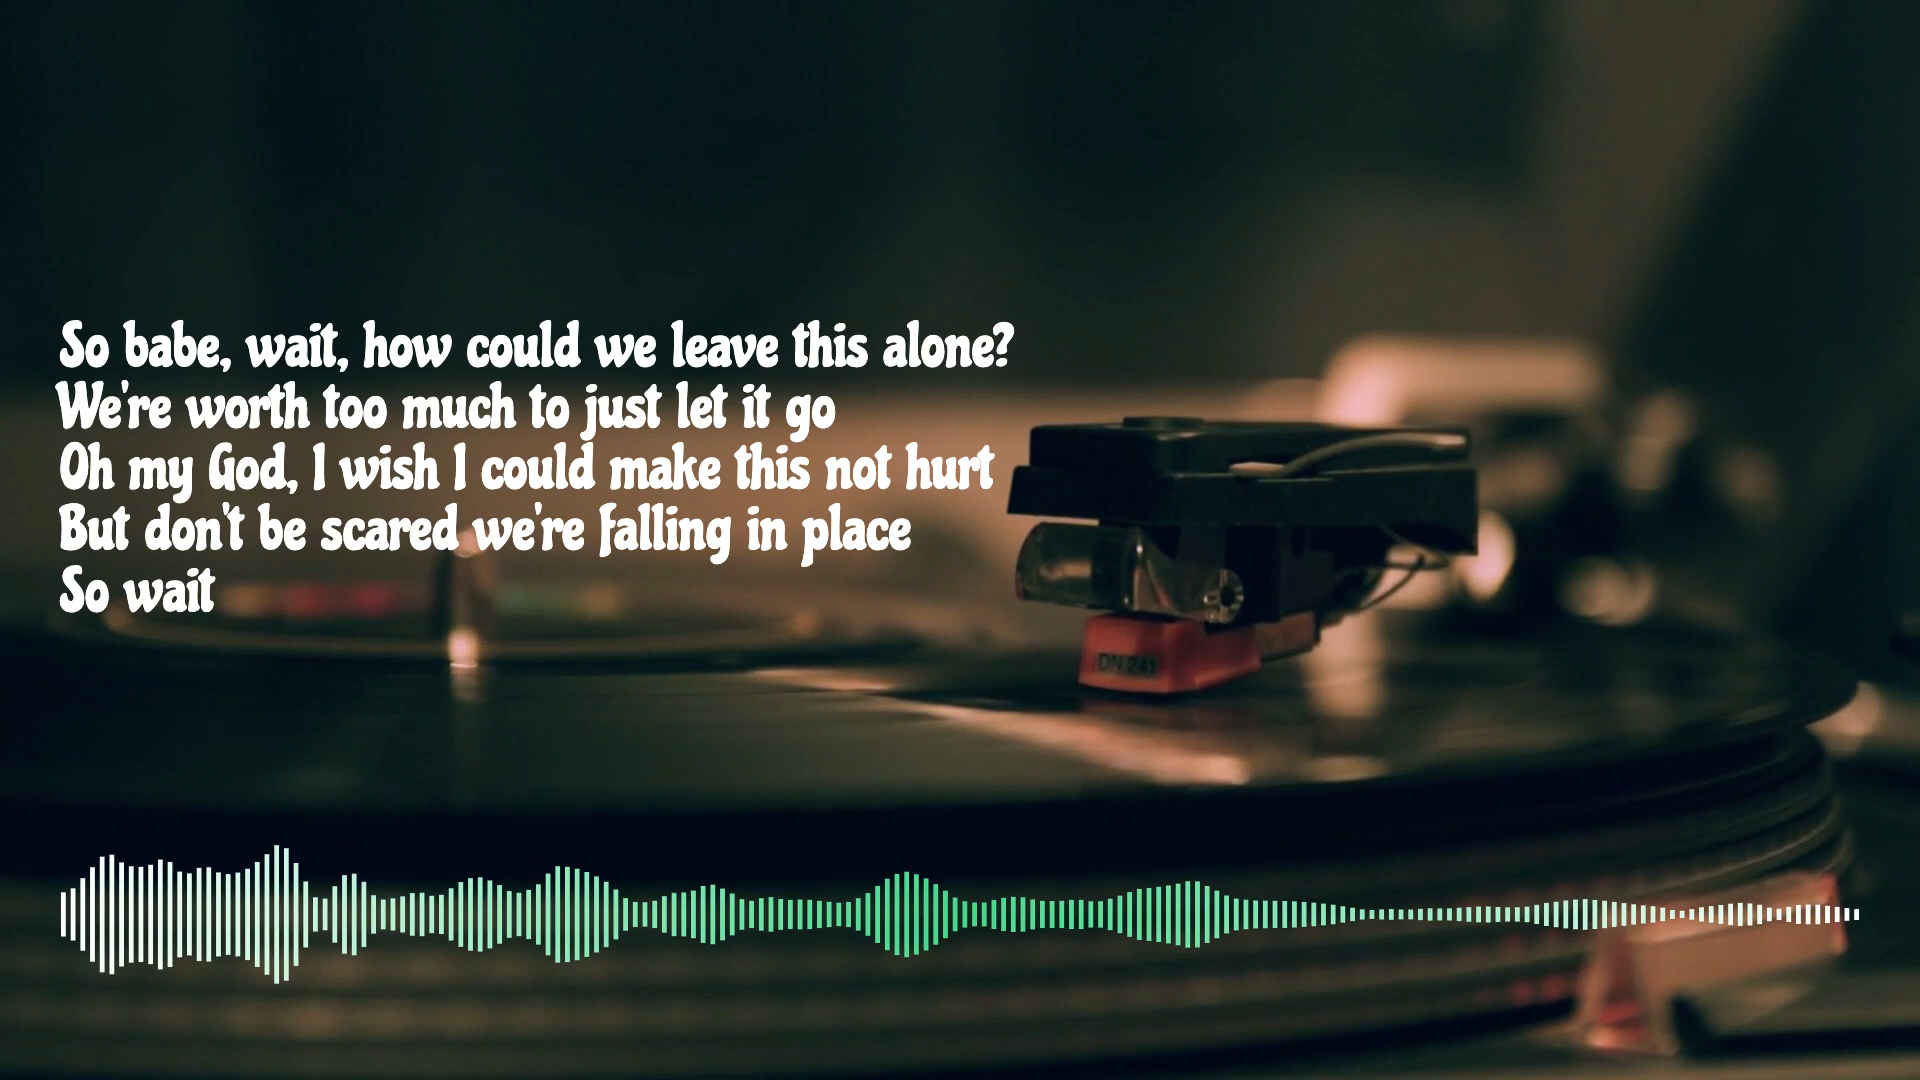 So babe, wait, how could we leave this alone?
We're worth too much to just let it go
Oh my God, I wish I could make this not hurt
But don't be scared we're falling in place
So wait
DN 241